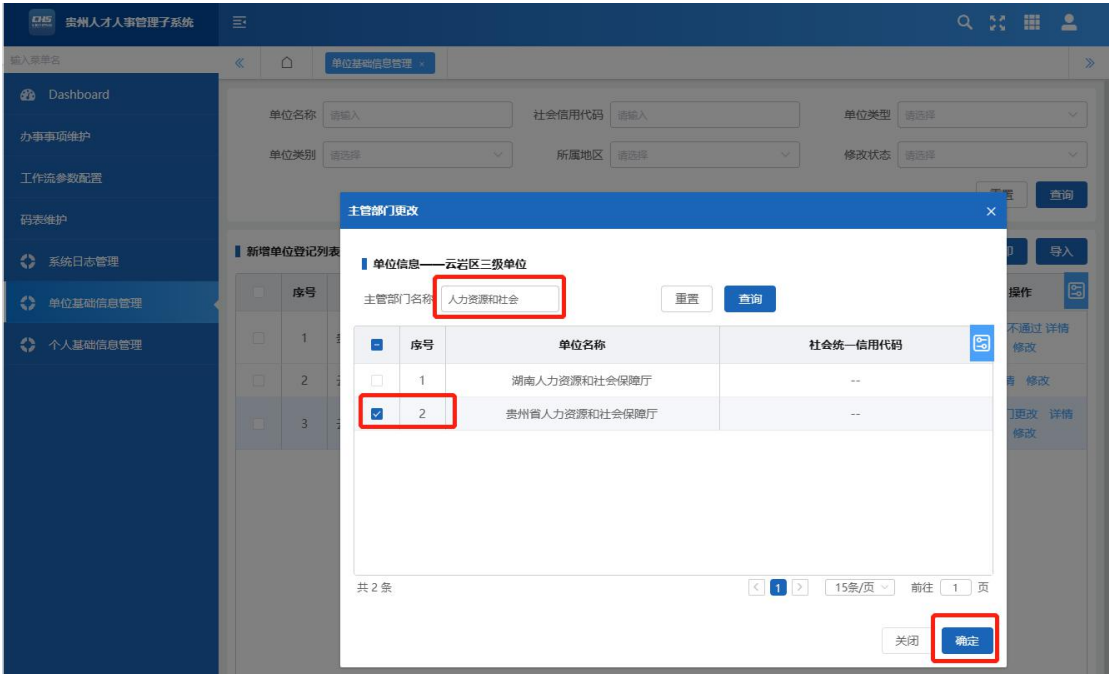 CHS 贵州人才人事管理子系统
输入菜单名
单位基础信息管理 ×
Dashboard
办事事项维护
工作流参数配置
码表维护
系统日志管理
单位基础信息管理
个人基础信息管理
单位名称 请输入 社会信用代码 请输入 单位类型 请选择
单位类别 请选择 所属地区 请选择 修改状态 请选择
重置 查询
新增单位登记列表 导入
序号 操作
1 不通过 详情
修改
2 修改
3 门更改 详情
修改
主管部门更改 ×
单位信息——云岩区三级单位
主管部门名称 人力资源和社会 重置 查询
序号 单位名称 社会统一信用代码
1 湖南人力资源和社会保障厅 --
2 贵州省人力资源和社会保障厅 --
共 2 条 < 1 > 15条/页 前往 1 页
关闭 确定